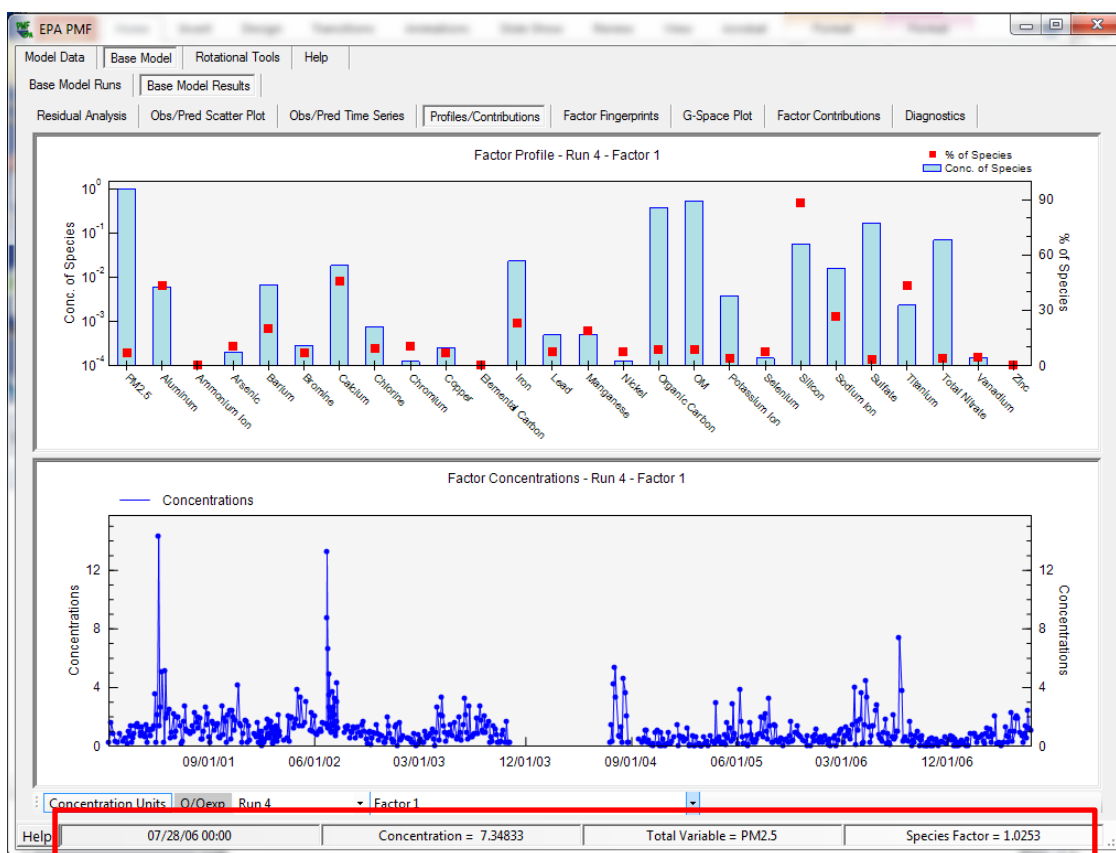 EPA PMF
Model Data Base Model Rotational Tools Help
Base Model Runs Base Model Results
Residual Analysis Obs/Pred Scatter Plot Obs/Pred Time Series Profiles/Contributions Factor Fingerprints G-Space Plot Factor Contributions Diagnostics
Factor Profile - Run 4 - Factor 1
% of Species
Conc. of Species
10^0
10^-1
10^-2
10^-3
10^-4
Conc. of Species
90
60
30
0
% of Species
PM2.5
Aluminum
Ammonium Ion
Arsenic
Barium
Bromine
Calcium
Chlorine
Chromium
Copper
Elemental Carbon
Iron
Lead
Manganese
Nickel
Organic Carbon
OM
Potassium Ion
Selenium
Silicon
Sodium Ion
Sulfate
Titanium
Total Nitrate
Vanadium
Zinc
Factor Concentrations - Run 4 - Factor 1
Concentrations
12
8
4
0
Concentrations
12
8
4
0
Concentrations
09/01/01 06/01/02 03/01/03 12/01/03 09/01/04 06/01/05 03/01/06 12/01/06
Concentration Units Q/Qexp Run 4 Factor 1
Help 07/28/06 00:00 Concentration = 7.34833 Total Variable = PM2.5 Species Factor = 1.0253